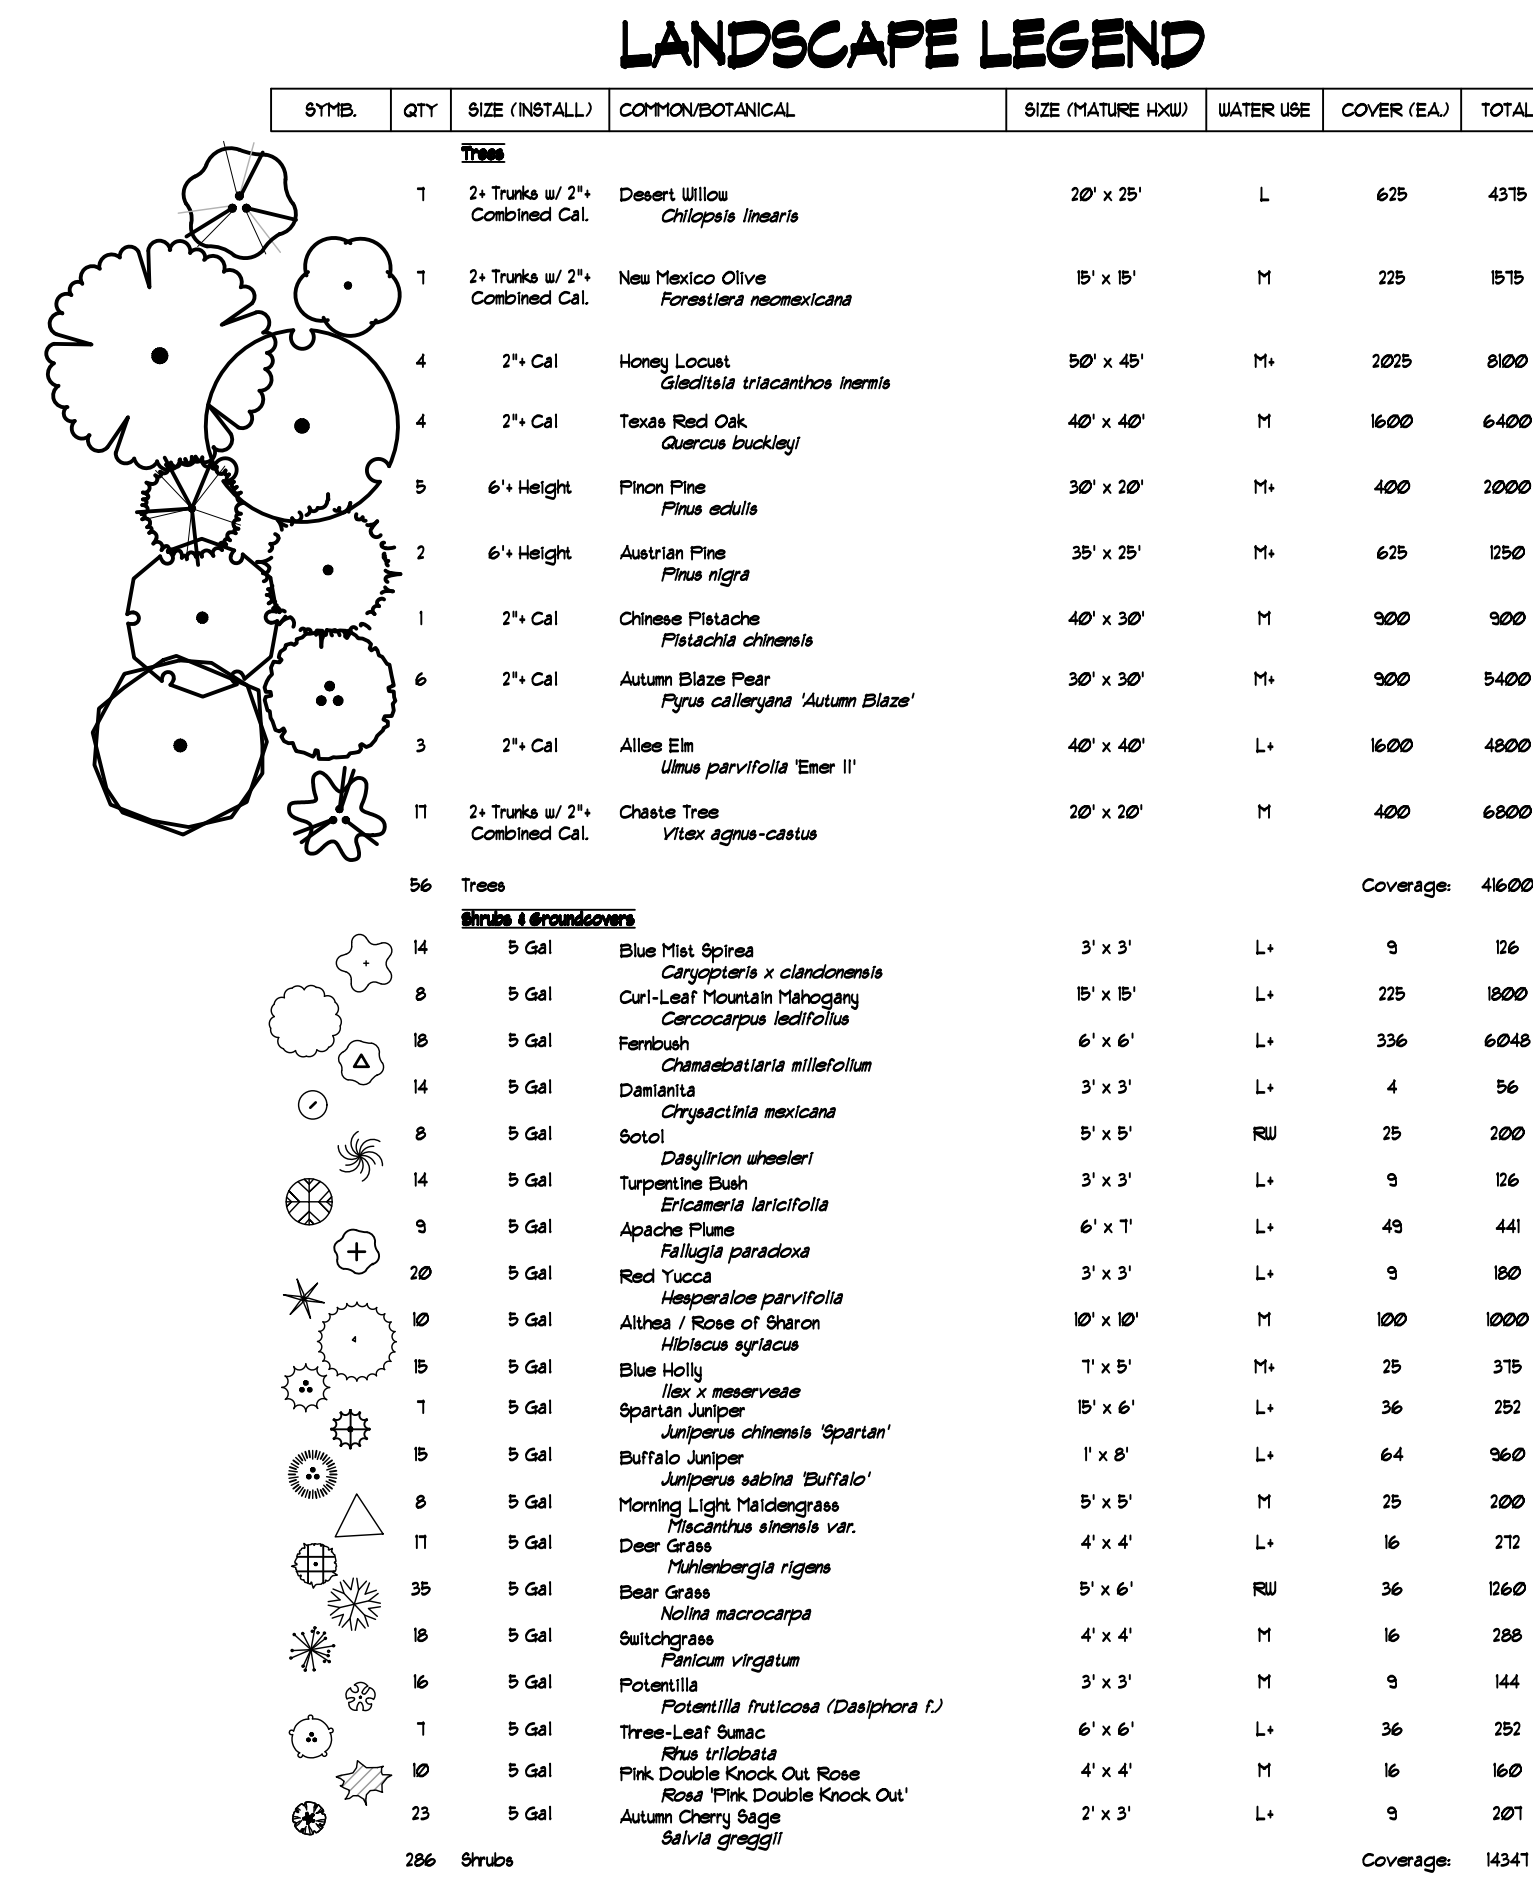 LANDSCAPE LEGEND
SYMB. QTY SIZE (INSTALL) COMMON/BOTANICAL SIZE (MATURE HXW) WATER USE COVER (EA.) TOTAL
Trees
7 2+ Trunks w/ 2"+ Desert Willow 20' x 25' L 625 4375
Combined Cal. Chilopsis linearis
7 2+ Trunks w/ 2"+ New Mexico Olive 15' x 15' M 225 1575
Combined Cal. Forestiera neomexicana
4 2"+ Cal Honey Locust 50' x 45' M+ 2025 8100
Gleditsia triacanthos inermis
4 2"+ Cal Texas Red Oak 40' x 40' M 1600 6400
Quercus buckleyi
5 6'+ Height Pinon Pine 30' x 20' M+ 400 2000
Pinus edulis
2 6'+ Height Austrian Pine 35' x 25' M+ 625 1250
Pinus nigra
1 2"+ Cal Chinese Pistache 40' x 30' M 900 900
Pistachia chinensis
6 2"+ Cal Autumn Blaze Pear 30' x 30' M+ 900 5400
Pyrus calleryana 'Autumn Blaze'
3 2"+ Cal Allee Elm 40' x 40' L+ 1600 4800
Ulmus parvifolia 'Emer II'
17 2+ Trunks w/ 2"+ Chaste Tree 20' x 20' M 400 6800
Combined Cal. Vitex agnus-castus
56 Trees Coverage: 41600
Shrubs & Groundcovers
14 5 Gal Blue Mist Spirea 3' x 3' L+ 9 126
Caryopteris x clandonensis
8 5 Gal Curl-Leaf Mountain Mahogany 15' x 15' L+ 225 1800
Cercocarpus ledifolius
18 5 Gal Fernbush 6' x 6' L+ 336 6048
Chamaebatiaria millefolium
14 5 Gal Damianita 3' x 3' L+ 4 56
Chrysactinia mexicana
8 5 Gal Sotol 5' x 5' RW 25 200
Dasylirion wheeleri
14 5 Gal Turpentine Bush 3' x 3' L+ 9 126
Ericameria laricifolia
9 5 Gal Apache Plume 6' x 7' L+ 49 441
Fallugia paradoxa
20 5 Gal Red Yucca 3' x 3' L+ 9 180
Hesperaloe parvifolia
10 5 Gal Althea / Rose of Sharon 10' x 10' M 100 1000
Hibiscus syriacus
15 5 Gal Blue Holly 7' x 5' M+ 25 375
Ilex x meserveae
7 5 Gal Spartan Juniper 15' x 6' L+ 36 252
Juniperus chinensis 'Spartan'
15 5 Gal Buffalo Juniper 1' x 8' L+ 64 960
Juniperus sabina 'Buffalo'
8 5 Gal Morning Light Maidengrass 5' x 5' M 25 200
Miscanthus sinensis var.
17 5 Gal Deer Grass 4' x 4' L+ 16 272
Muhlenbergia rigens
35 5 Gal Bear Grass 5' x 6' RW 36 1260
Nolina macrocarpa
18 5 Gal Switchgrass 4' x 4' M 16 288
Panicum virgatum
16 5 Gal Potentilla 3' x 3' M 9 144
Potentilla fruticosa (Dasiphora f.)
7 5 Gal Three-Leaf Sumac 6' x 6' L+ 36 252
Rhus trilobata
10 5 Gal Pink Double Knock Out Rose 4' x 4' M 16 160
Rosa 'Pink Double Knock Out'
23 5 Gal Autumn Cherry Sage 2' x 3' L+ 9 207
Salvia greggii
286 Shrubs Coverage: 14347